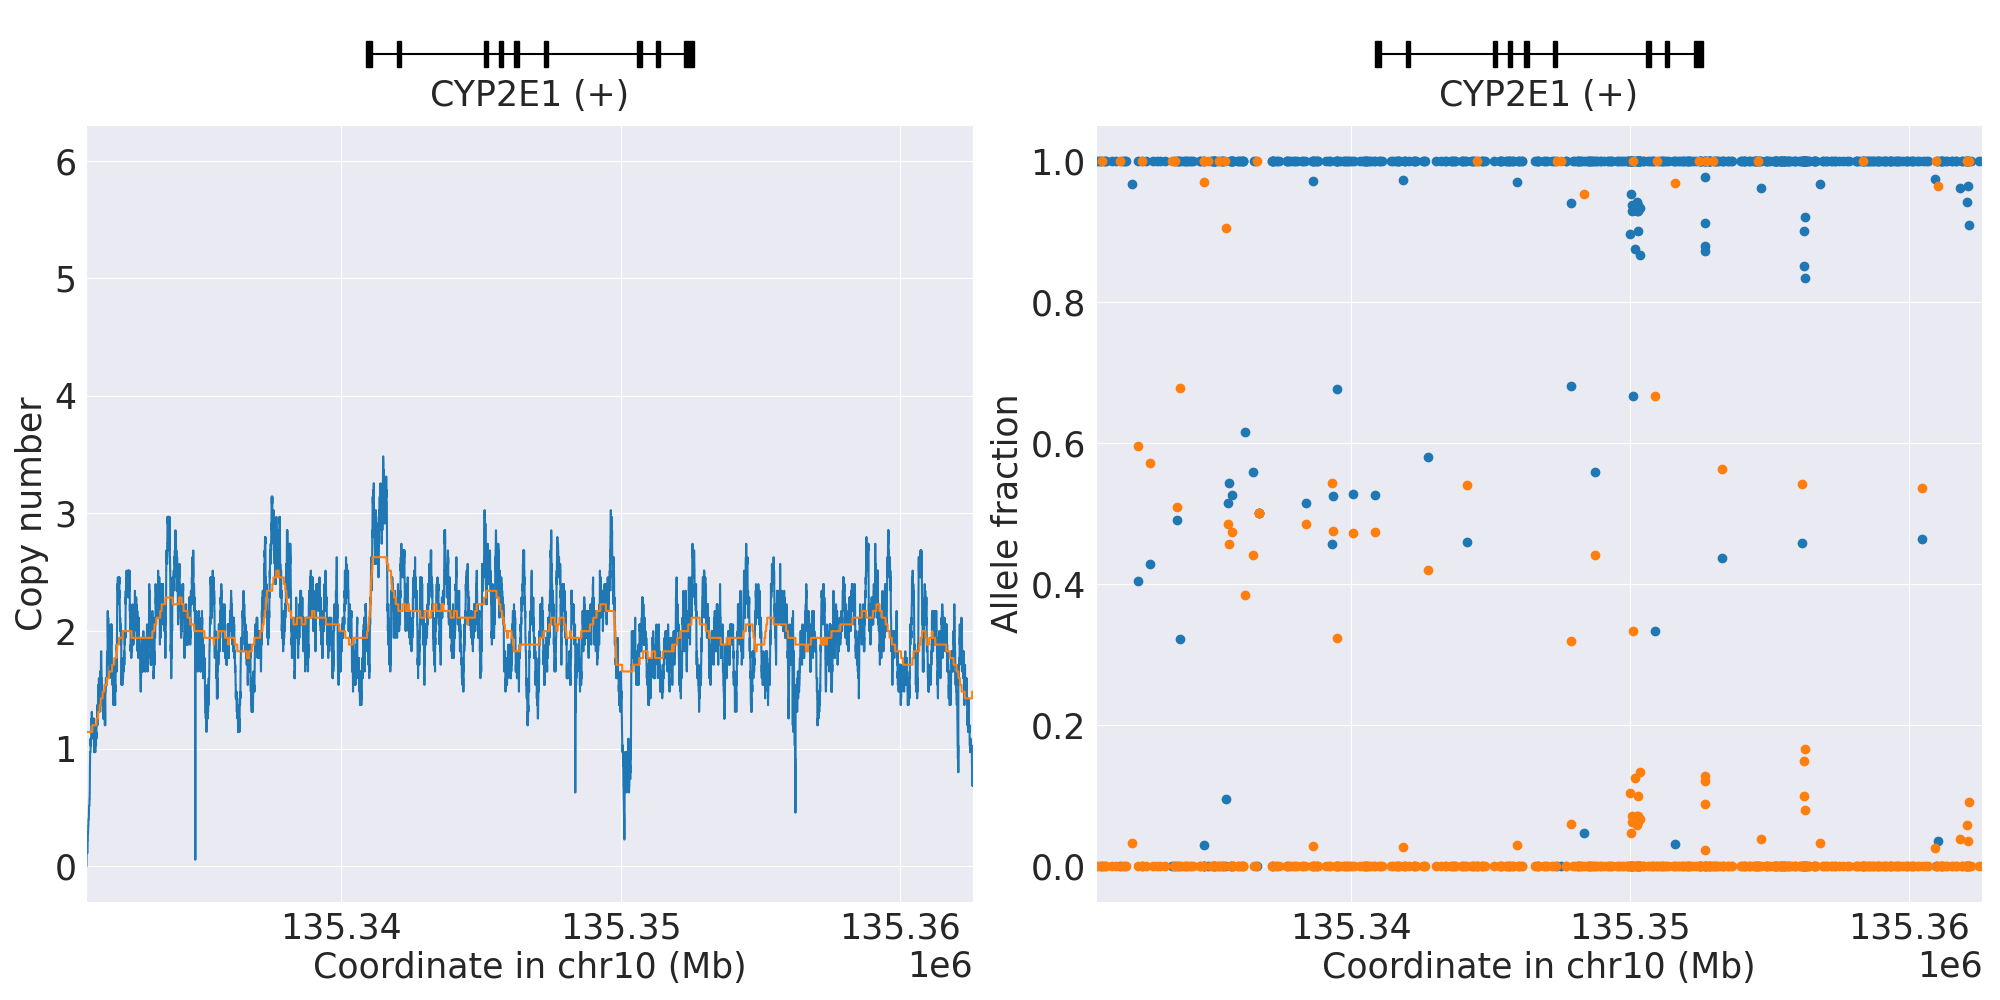 CYP2E1 (+)
6
5
4
3
2
1
0
Copy number
135.34
135.35
135.36
Coordinate in chr10 (Mb)
1e6
CYP2E1 (+)
1.0
0.8
0.6
0.4
0.2
0.0
Allele fraction
135.34
135.35
135.36
Coordinate in chr10 (Mb)
1e6